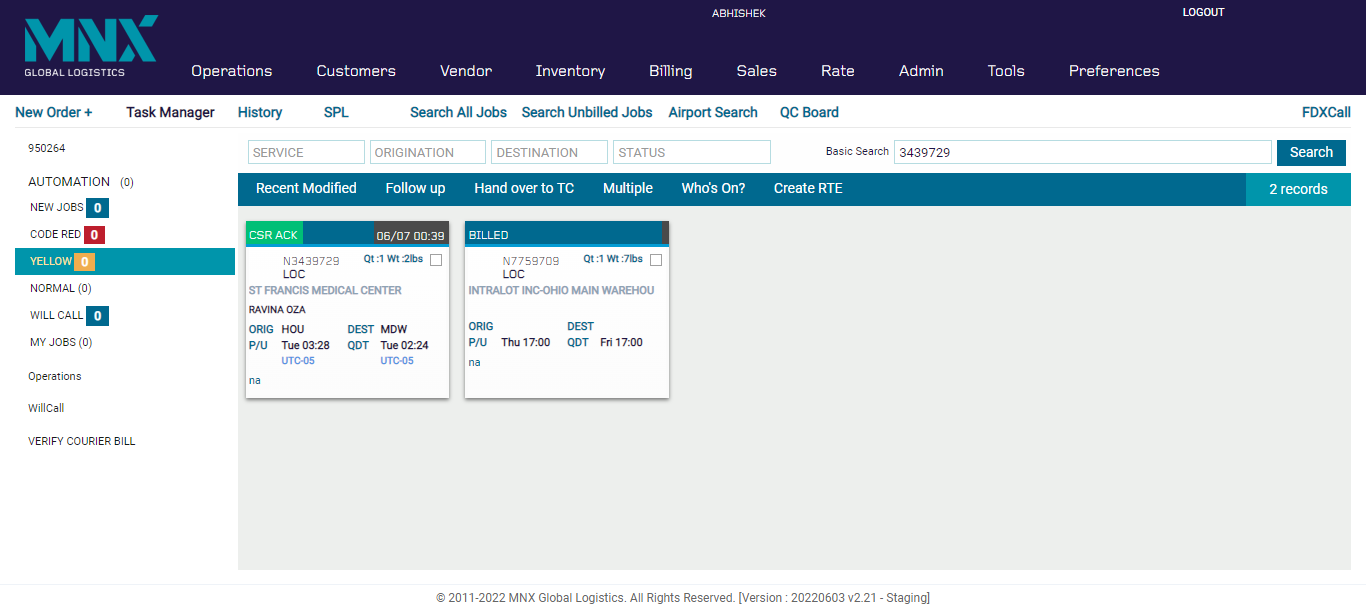 ABHISHEK
LOGOUT
MNX
GLOBAL LOGISTICS
Operations Customers Vendor Inventory Billing Sales Rate Admin Tools Preferences
New Order + Task Manager History SPL Search All Jobs Search Unbilled Jobs Airport Search QC Board FDXCall
950264
AUTOMATION (0)
NEW JOBS 0
CODE RED 0
YELLOW 0
NORMAL (0)
WILL CALL 0
MY JOBS (0)
Operations
WillCall
VERIFY COURIER BILL
SERVICE ORIGINATION DESTINATION STATUS Basic Search 3439729 Search
Recent Modified Follow up Hand over to TC Multiple Who's On? Create RTE 2 records
CSR ACK 06/07 00:39
N3439729 Qt :1 Wt :2lbs
LOC
ST FRANCIS MEDICAL CENTER
RAVINA OZA
ORIG HOU DEST MDW
P/U Tue 03:28 QDT Tue 02:24
UTC-05 UTC-05
na
BILLED
N7759709 Qt :1 Wt :7lbs
LOC
INTRALOT INC-OHIO MAIN WAREHOU
ORIG DEST
P/U Thu 17:00 QDT Fri 17:00
na
© 2011-2022 MNX Global Logistics. All Rights Reserved. [Version : 20220603 v2.21 - Staging]